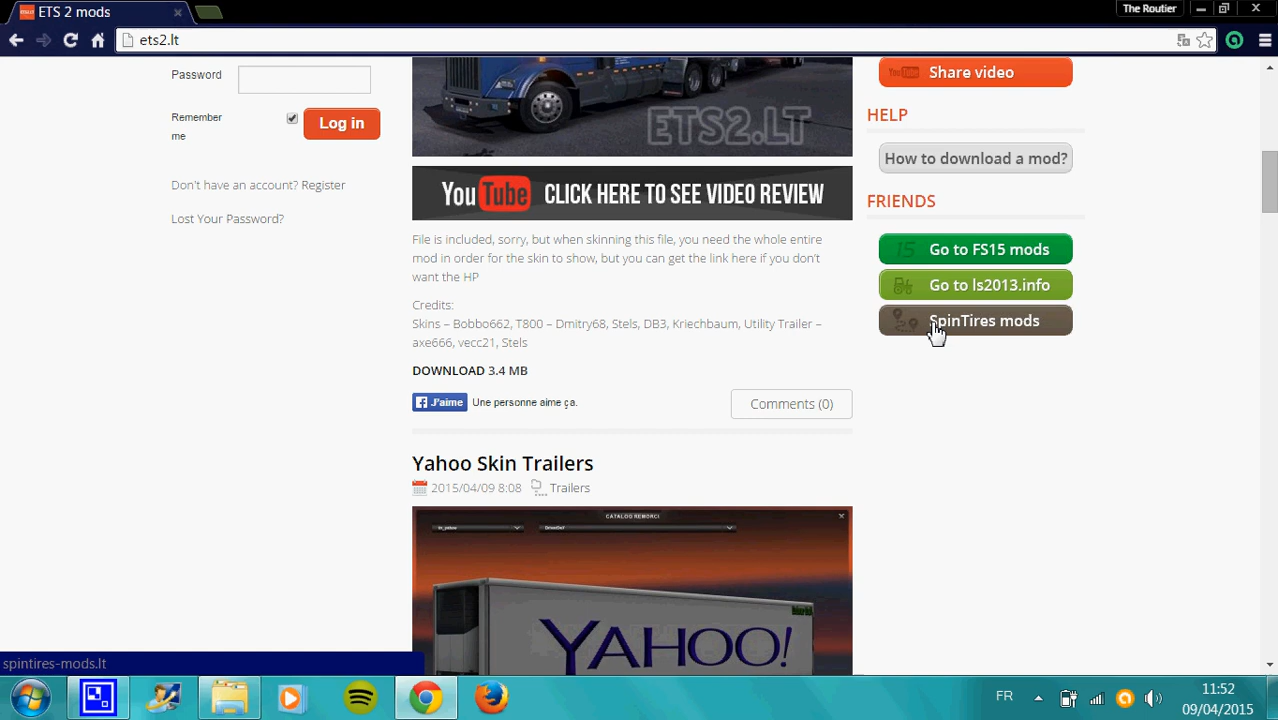 ETS 2 mods
The Routier
ets2.lt
Password
Remember
me
Log in
Don't have an account? Register
Lost Your Password?
ETS2.LT
YouTube CLICK HERE TO SEE VIDEO REVIEW
File is included, sorry, but when skinning this file, you need the whole entire
mod in order for the skin to show, but you can get the link here if you don't
want the HP
Credits:
Skins – Bobbo662, T800 – Dmitry68, Stels, DB3, Kriechbaum, Utility Trailer –
axe666, vecc21, Stels
DOWNLOAD 3.4 MB
J'aime Une personne aime ça.
Comments (0)
Yahoo Skin Trailers
2015/04/09 8:08 Trailers
CATALOG REMORCI
YAHOO!
YouTube Share video
HELP
How to download a mod?
FRIENDS
15 Go to FS15 mods
Go to ls2013.info
SpinTires mods
spintires-mods.lt
FR
11:52
09/04/2015